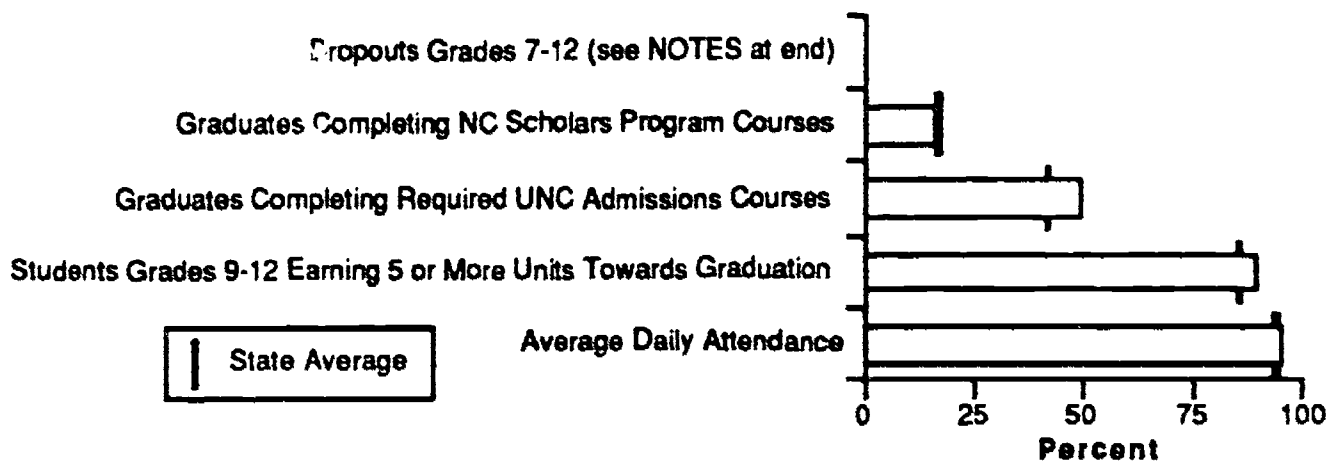 Dropouts Grades 7-12 (see NOTES at end)
Graduates Completing NC Scholars Program Courses
Graduates Completing Required UNC Admissions Courses
Students Grades 9-12 Earning 5 or More Units Towards Graduation
Average Daily Attendance
State Average
0 25 50 75 100
Percent